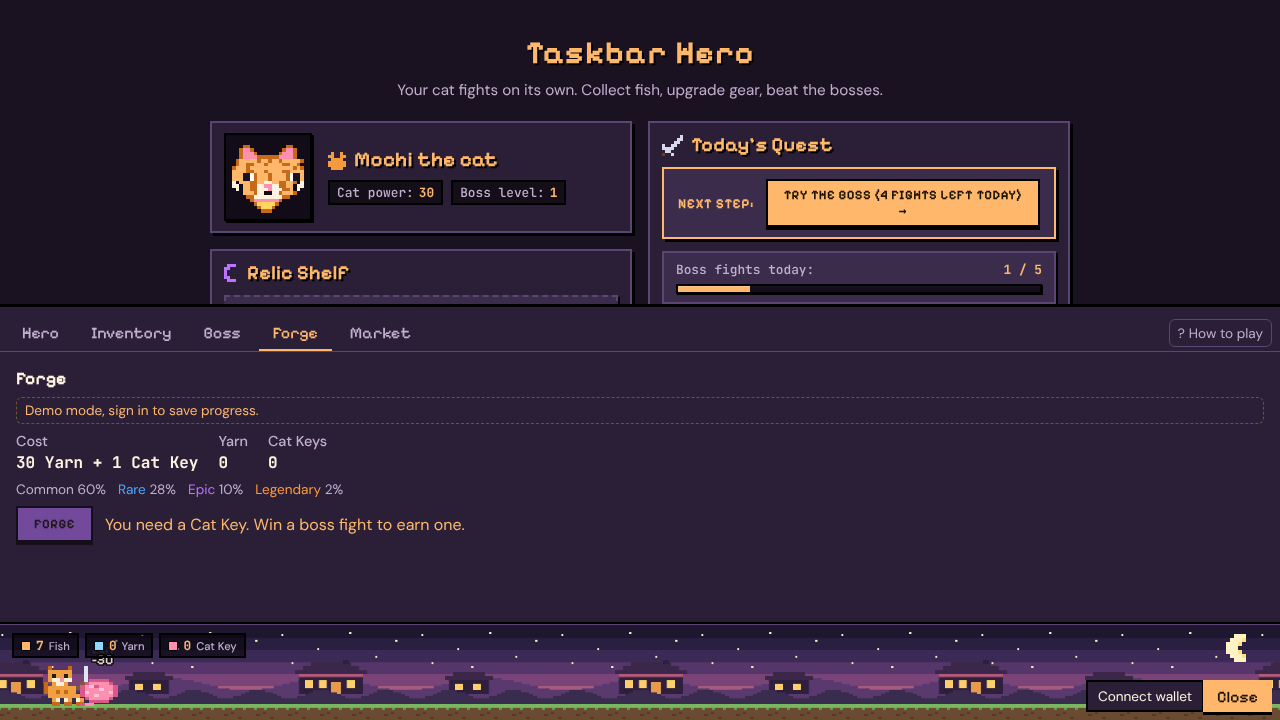 Taskbar Hero
Your cat fights on its own. Collect fish, upgrade gear, beat the bosses.
Mochi the cat
Cat power: 30
Boss level: 1
Relic Shelf
Today's Quest
NEXT STEP:
TRY THE BOSS (4 FIGHTS LEFT TODAY)
→
Boss fights today: 1 / 5
Hero Inventory Boss Forge Market
? How to play
Forge
Demo mode, sign in to save progress.
Cost Yarn Cat Keys
30 Yarn + 1 Cat Key 0 0
Common 60% Rare 28% Epic 10% Legendary 2%
FORGE You need a Cat Key. Win a boss fight to earn one.
7 Fish 0 Yarn 0 Cat Key
-30
Connect wallet Close